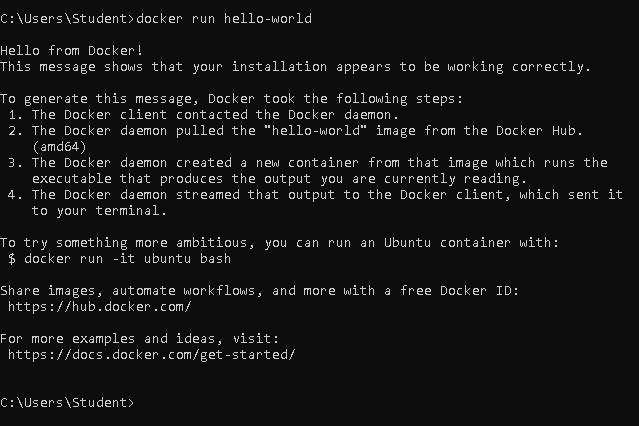 C:\Users\Student>docker run hello-world
Hello from Docker!
This message shows that your installation appears to be working correctly.
To generate this message, Docker took the following steps:
1. The Docker client contacted the Docker daemon.
2. The Docker daemon pulled the "hello-world" image from the Docker Hub.
(amd64)
3. The Docker daemon created a new container from that image which runs the
executable that produces the output you are currently reading.
4. The Docker daemon streamed that output to the Docker client, which sent it
to your terminal.
To try something more ambitious, you can run an Ubuntu container with:
$ docker run -it ubuntu bash
Share images, automate workflows, and more with a free Docker ID:
https://hub.docker.com/
For more examples and ideas, visit:
https://docs.docker.com/get-started/
C:\Users\Student>